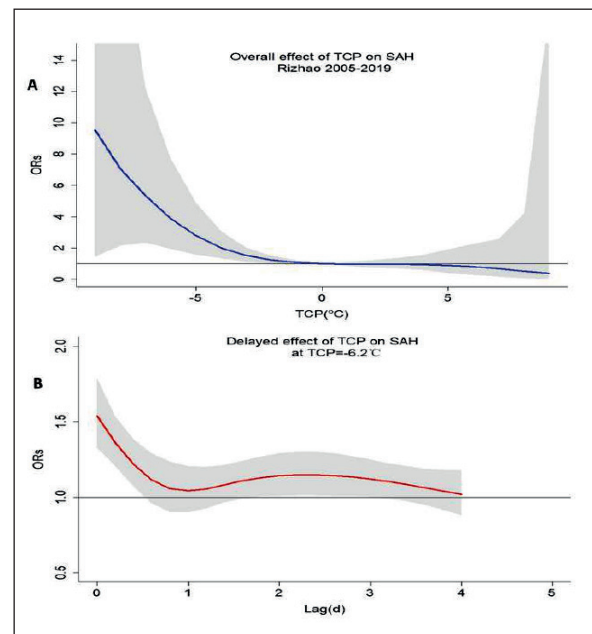 Overall effect of TCP on SAH
Rizhao 2005-2019
A
14
12
10
8
6
4
2
0
ORs
-5
0
5
TCP(°C)
Delayed effect of TCP on SAH
at TCP=-6.2℃
B
2.0
1.5
1.0
0.5
ORs
0
1
2
3
4
5
Lag(d)